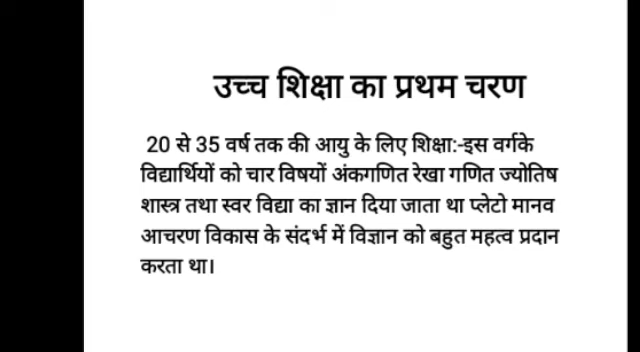 उच्च शिक्षा का प्रथम चरण
20 से 35 वर्ष तक की आयु के लिए शिक्षा:-इस वर्गके
विद्यार्थियों को चार विषयों अंकगणित रेखा गणित ज्योतिष
शास्त्र तथा स्वर विद्या का ज्ञान दिया जाता था प्लेटो मानव
आचरण विकास के संदर्भ में विज्ञान को बहुत महत्व प्रदान
करता था।